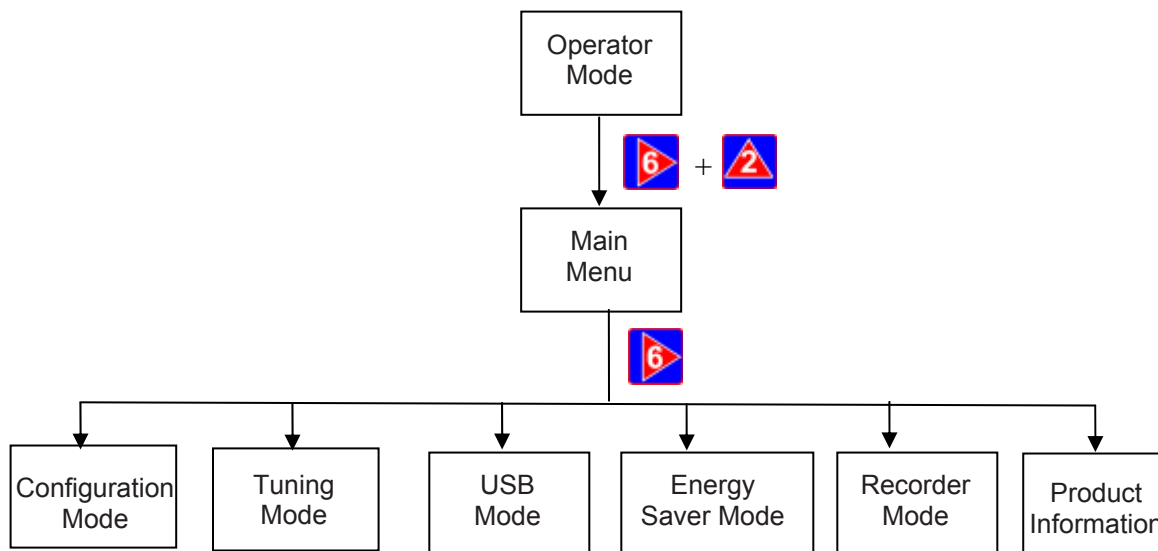 Operator
Mode
6 + 2
Main
Menu
6
Configuration
Mode
Tuning
Mode
USB
Mode
Energy
Saver Mode
Recorder
Mode
Product
Information